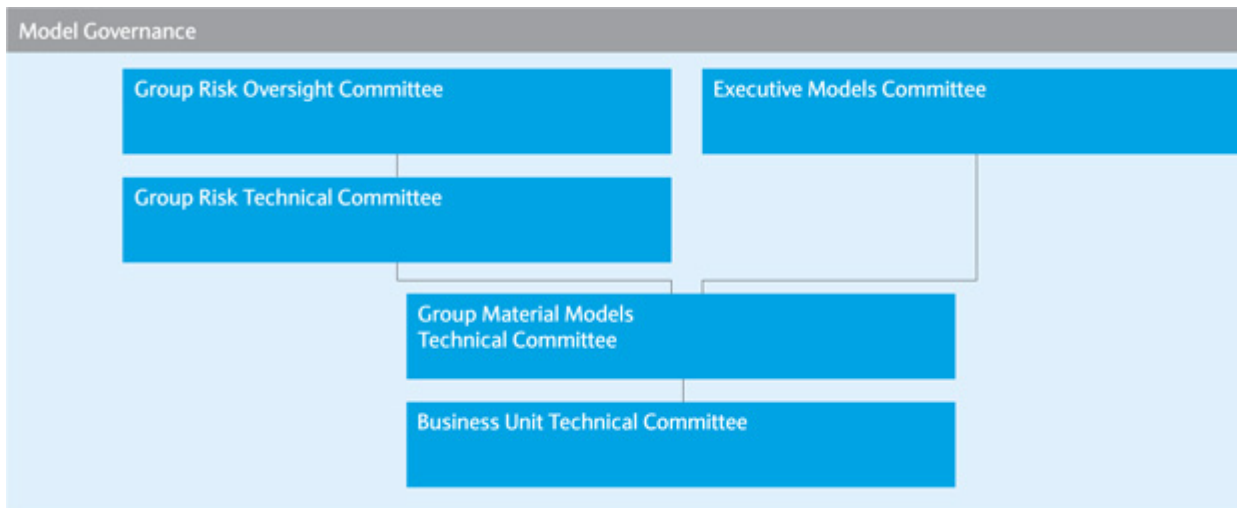 Model Governance
Group Risk Oversight Committee
Executive Models Committee
Group Risk Technical Committee
Group Material Models
Technical Committee
Business Unit Technical Committee